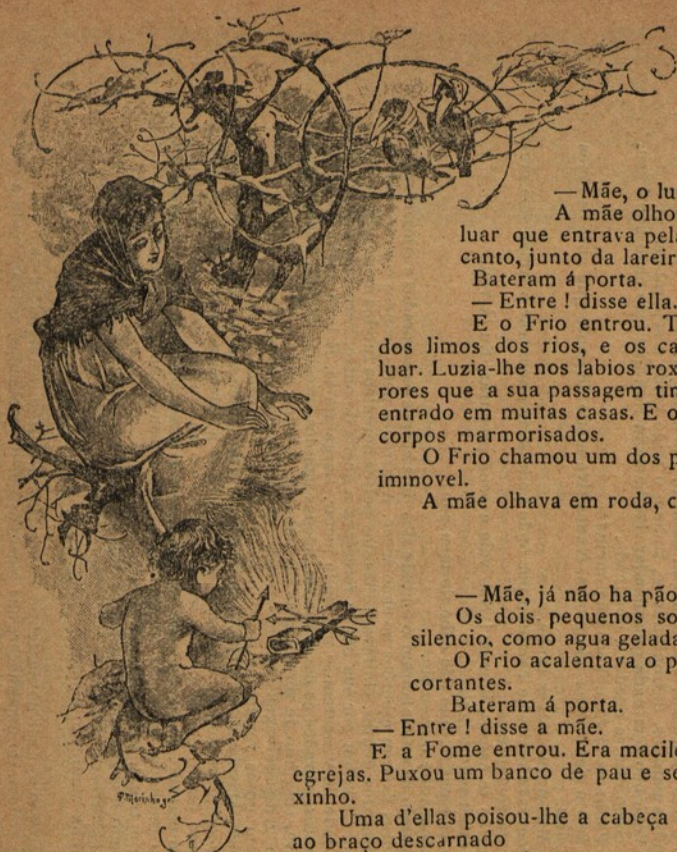 — Mãe, o lu
A mãe olho
luar que entrava pel
canto, junto da lareir
Bateram á porta.
— Entre ! disse ella.
E o Frio entrou. T
dos limos dos rios, e os ca
luar. Luzia-lhe nos labios rox
rores que a sua passagem tin
entrado em muitas casas. E o
corpos marmorisados.
O Frio chamou um dos p
immovel.
A mãe olhava em roda, c
— Mãe, já não ha pão
Os dois pequenos so
silencio, como agua gelada
O Frio acalentava o p
cortantes.
Bateram á porta.
— Entre ! disse a mãe.
E a Fome entrou. Era macile
egrejas. Puxou um banco de pau e se
xinho.
Uma d'ellas poisou-lhe a cabeça
ao braço descarnado